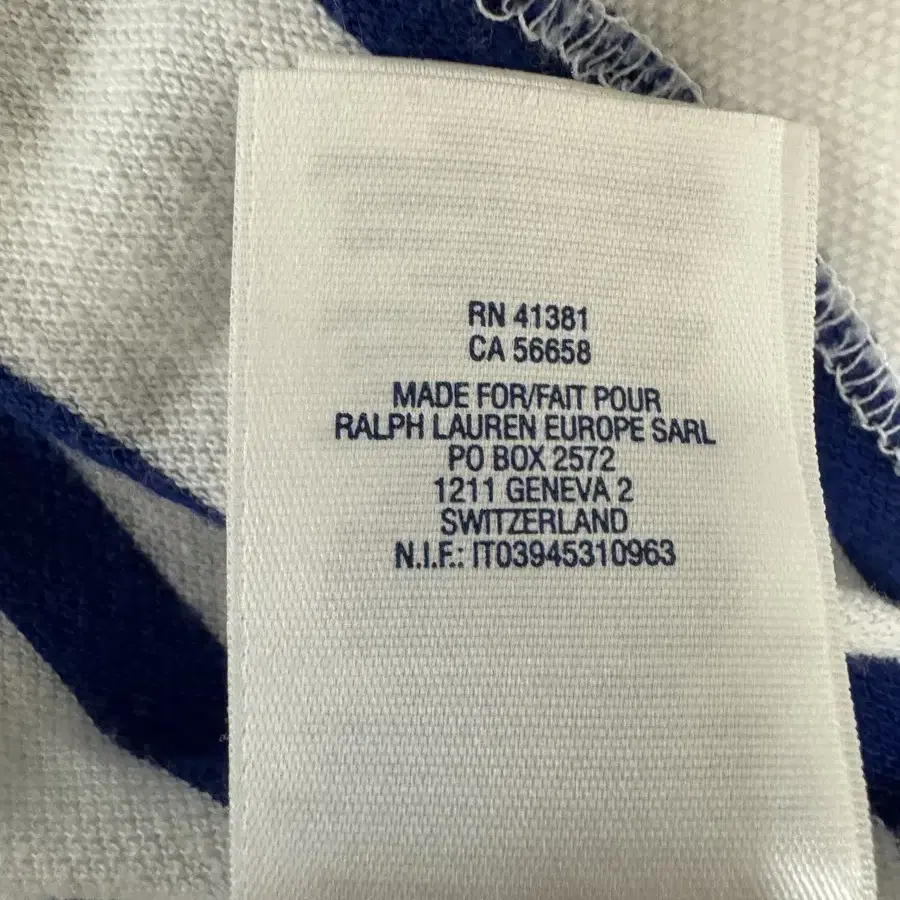 RN 41381
CA 56658
MADE FOR/FAIT POUR
RALPH LAUREN EUROPE SARL
PO BOX 2572
1211 GENEVA 2
SWITZERLAND
N.I.F.: IT03945310963